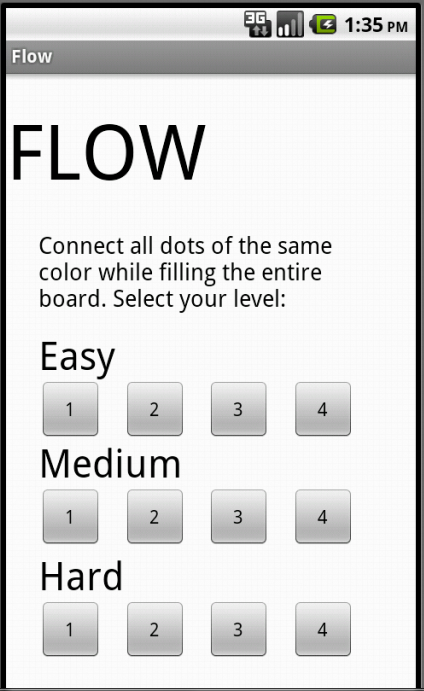 3G 1:35 PM
Flow
FLOW
Connect all dots of the same
color while filling the entire
board. Select your level:
Easy
1 2 3 4
Medium
1 2 3 4
Hard
1 2 3 4